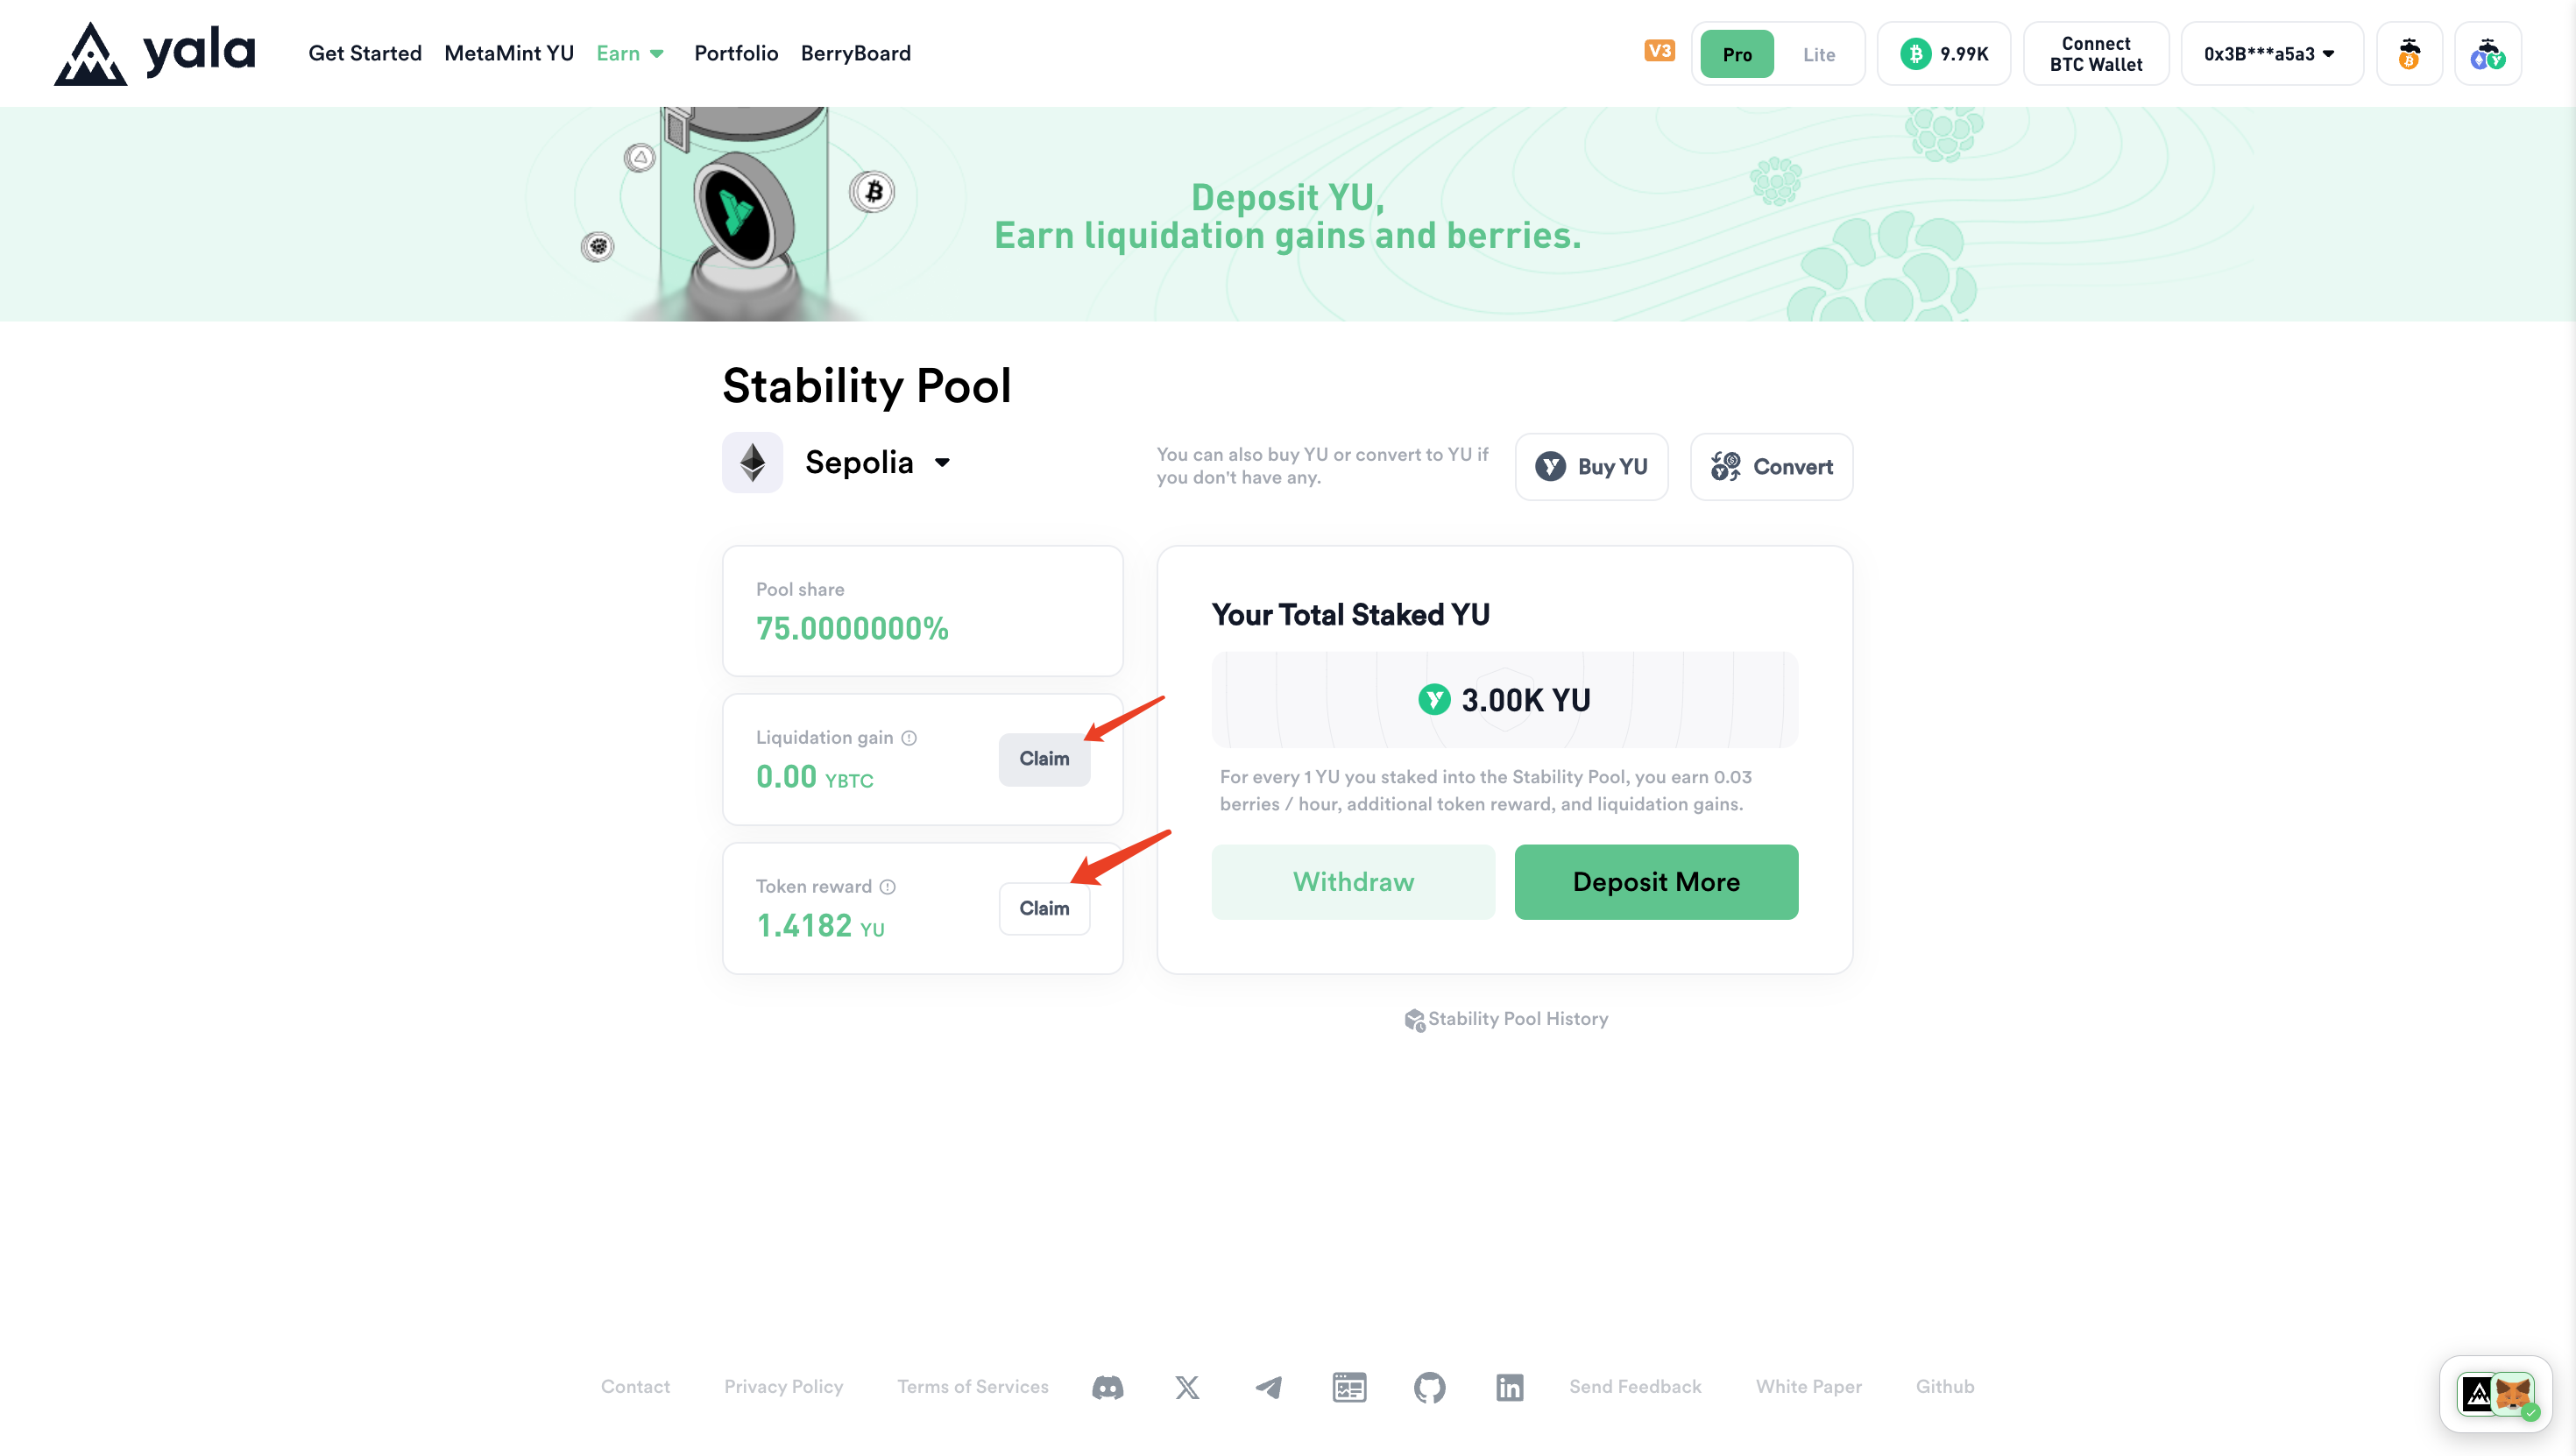 yala
Get Started
MetaMint YU
Earn
Portfolio
BerryBoard
V3
Pro
Lite
9.99K
Connect
BTC Wallet
0x3B***a5a3
Deposit YU,
Earn liquidation gains and berries.
Stability Pool
Sepolia
You can also buy YU or convert to YU if
you don't have any.
Buy YU
Convert
Pool share
75.0000000%
Liquidation gain
0.00 YBTC
Claim
Token reward
1.4182 YU
Claim
Your Total Staked YU
3.00K YU
For every 1 YU you staked into the Stability Pool, you earn 0.03
berries / hour, additional token reward, and liquidation gains.
Withdraw
Deposit More
Stability Pool History
Contact
Privacy Policy
Terms of Services
Send Feedback
White Paper
Github